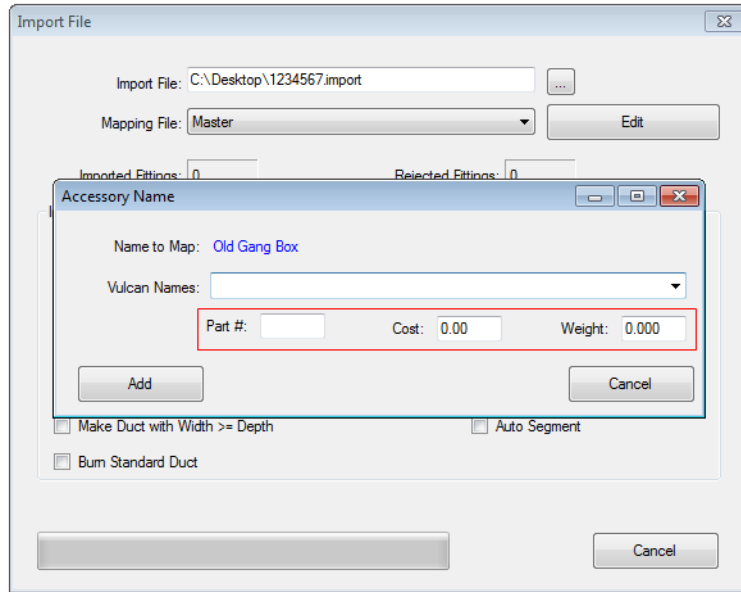 Import File
Import File: C:\Desktop\1234567.import ...
Mapping File: Master Edit
Imported Fittings: 0 Rejected Fittings: 0
Accessory Name
Name to Map: Old Gang Box
Vulcan Names:
Part #: Cost: 0.00 Weight: 0.000
Add Cancel
Make Duct with Width >= Depth Auto Segment
Burn Standard Duct
Cancel